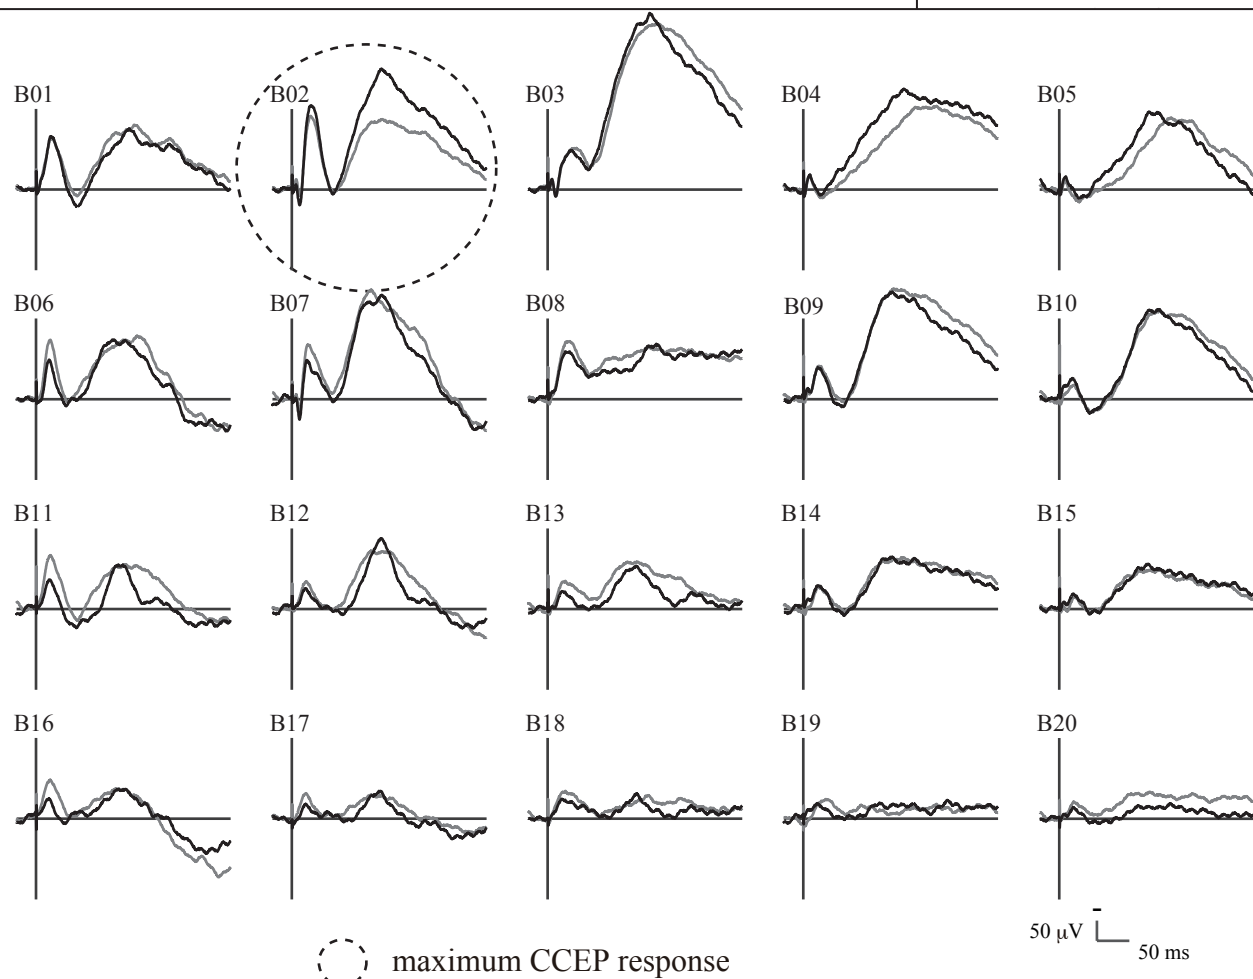 B01
B02
B03
B04
B05
B06
B07
B08
B09
B10
B11
B12
B13
B14
B15
B16
B17
B18
B19
B20
-
50 μV
50 ms
maximum CCEP response